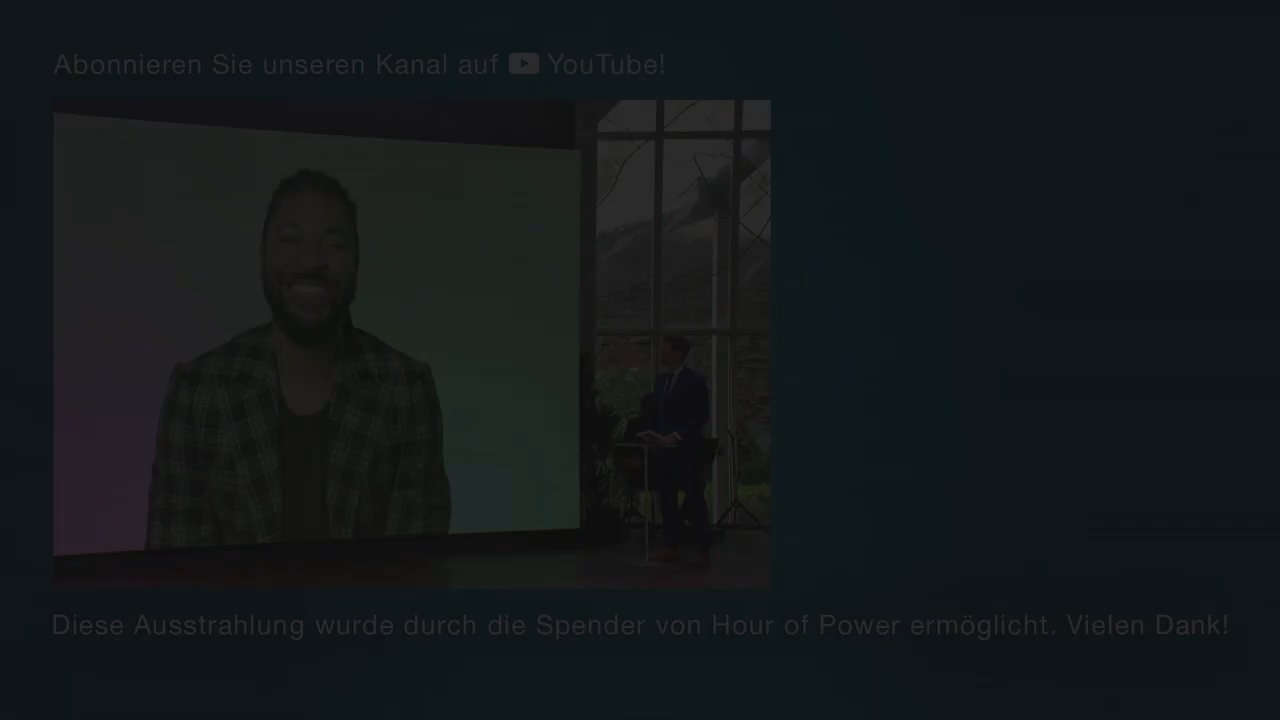 Abonnieren Sie unseren Kanal auf YouTube!
Diese Ausstrahlung wurde durch die Spender von Hour of Power ermöglicht. Vielen Dank!